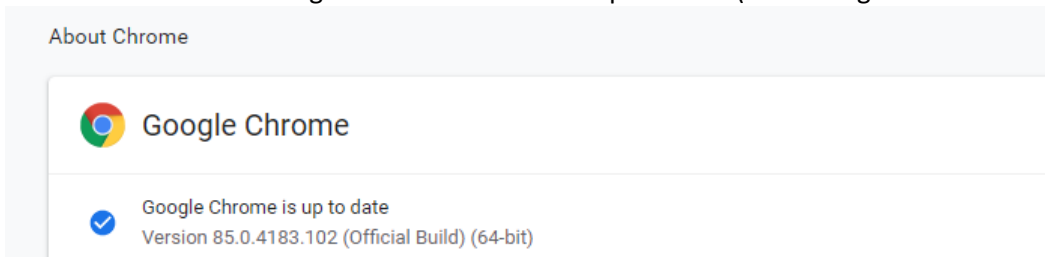 About Chrome
Google Chrome
Google Chrome is up to date
Version 85.0.4183.102 (Official Build) (64-bit)